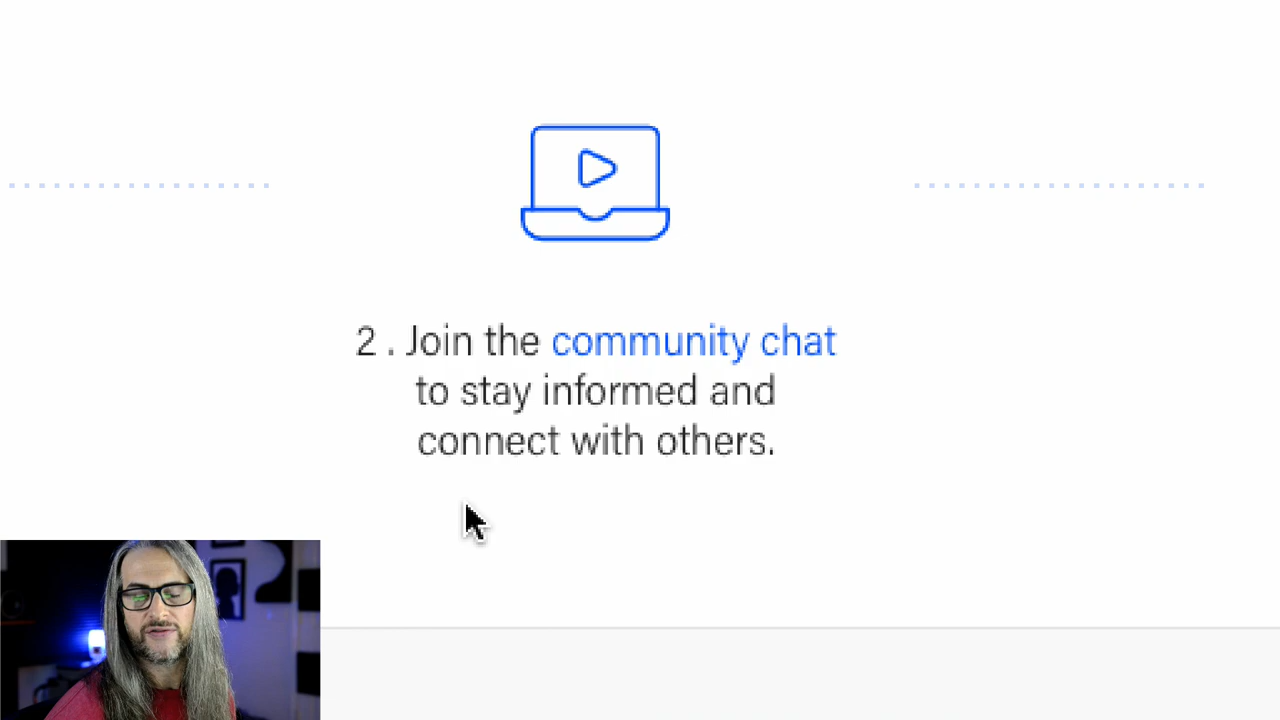 2 . Join the community chat
to stay informed and
connect with others.